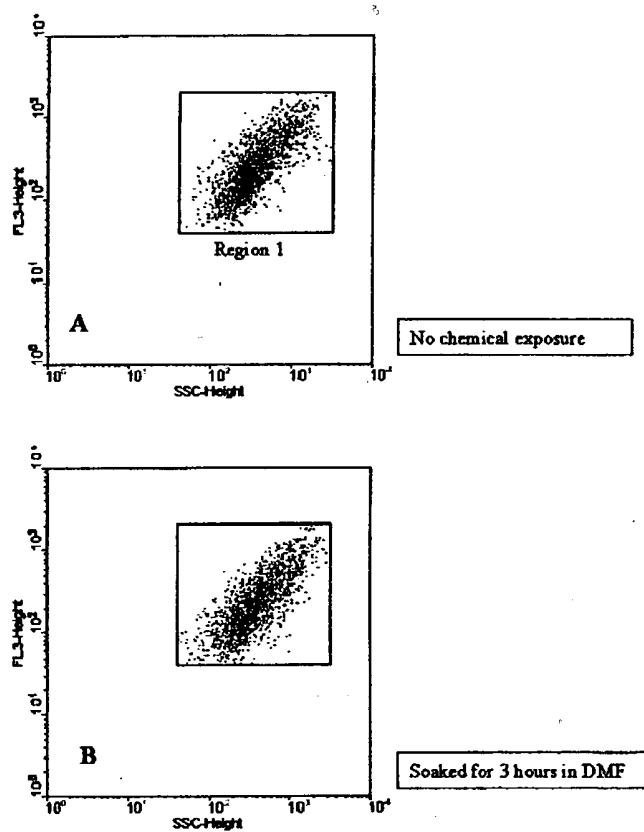 10⁴
10³
FL3-Height
10²
Region 1
10¹
A
No chemical exposure
10⁰
10⁰ 10¹ 10² 10³ 10⁴
SSC-Height
10⁴
10³
FL3-Height
10²
10¹
B
Soaked for 3 hours in DMF
10⁰
10⁰ 10¹ 10² 10³ 10⁴
SSC-Height